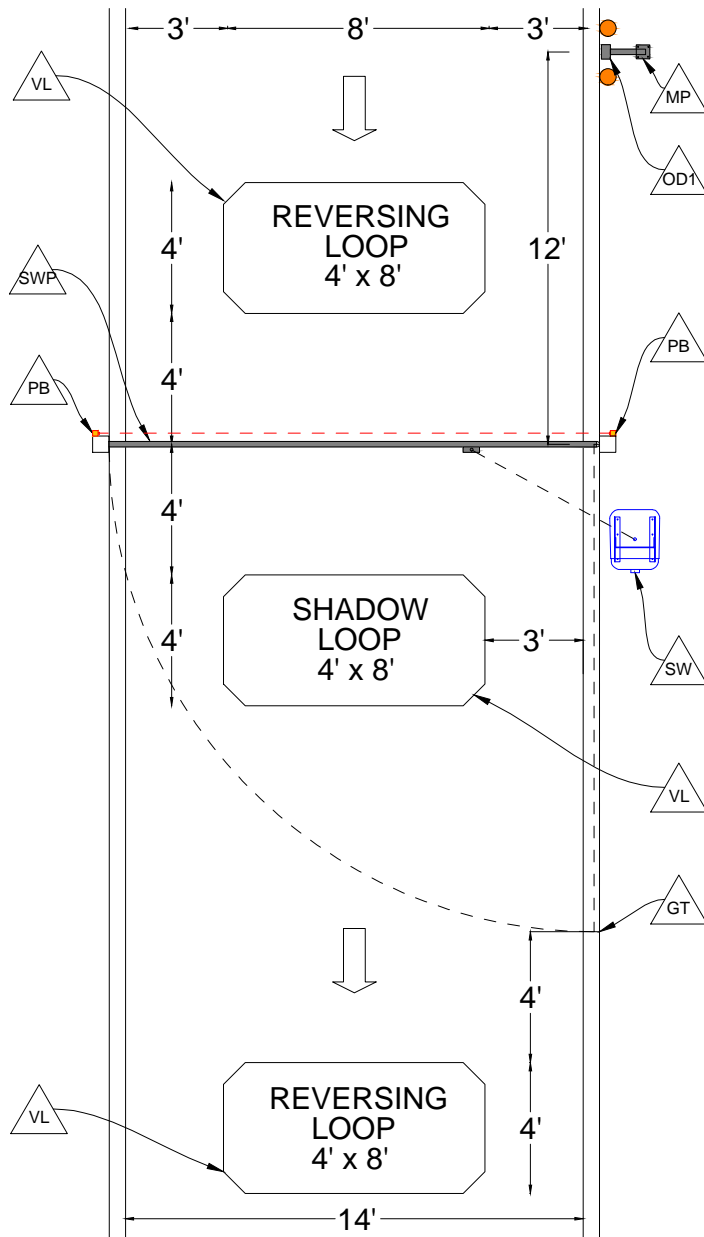 3'
8'
3'
VL
MP
OD1
REVERSING
LOOP
4' x 8'
4'
12'
SWP
4'
PB
PB
4'
SHADOW
LOOP
4' x 8'
4'
3'
SW
VL
GT
4'
REVERSING
LOOP
4' x 8'
VL
4'
14'